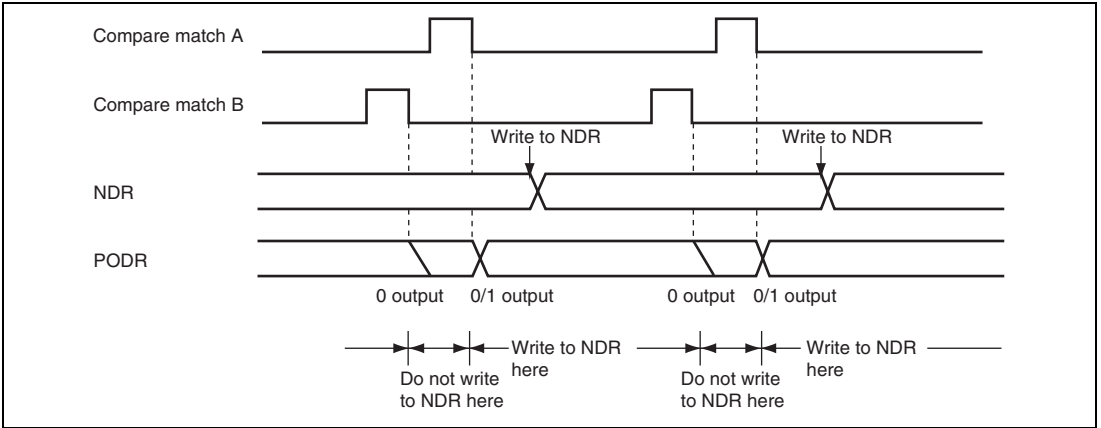 Compare match A
Compare match B
Write to NDR
Write to NDR
NDR
PODR
0 output
0/1 output
0 output
0/1 output
Write to NDR
here
Write to NDR
here
Do not write
to NDR here
Do not write
to NDR here